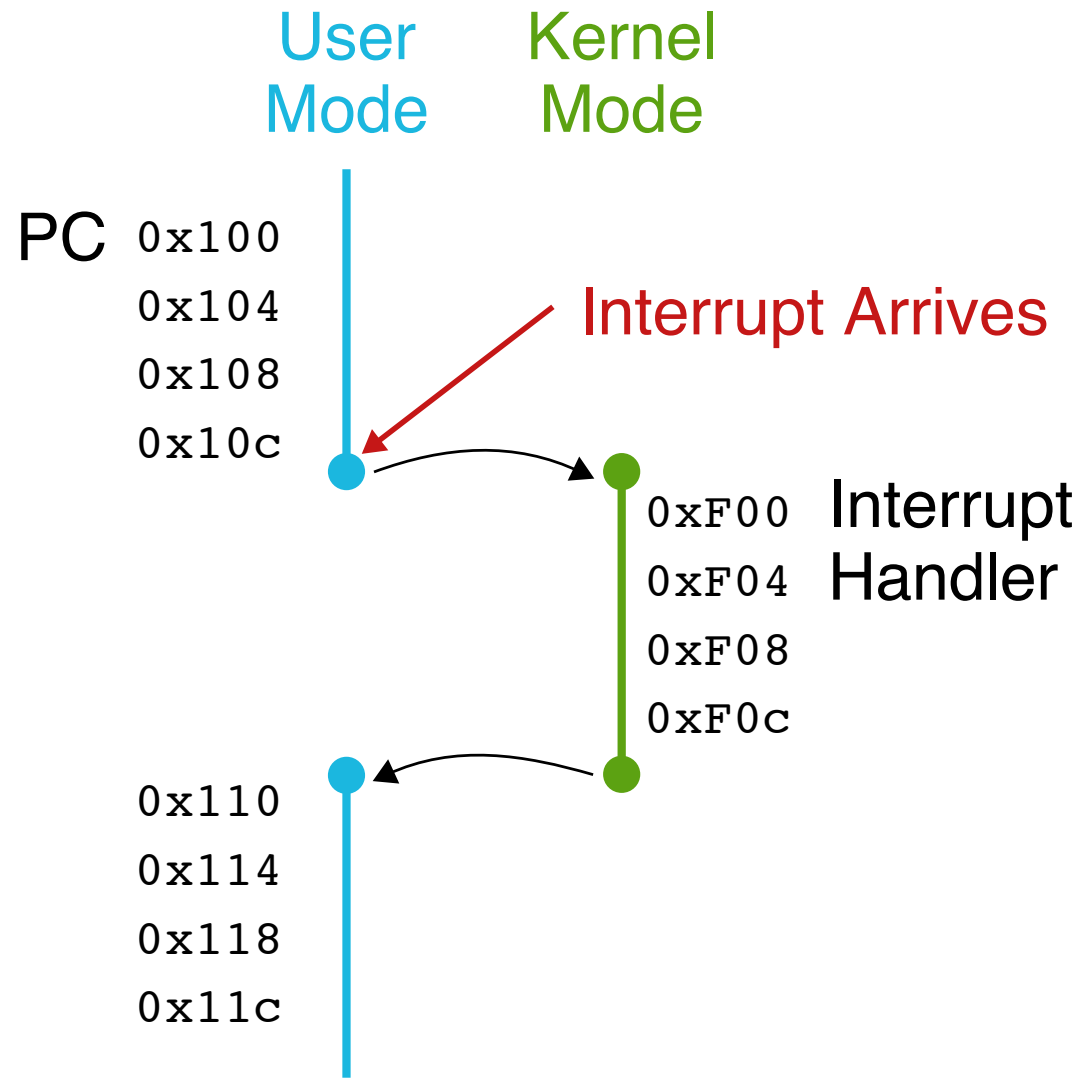 User
Mode
Kernel
Mode
PC 0x100
0x104
0x108
0x10c
Interrupt Arrives
0xF00
0xF04
0xF08
0xF0c
Interrupt
Handler
0x110
0x114
0x118
0x11c